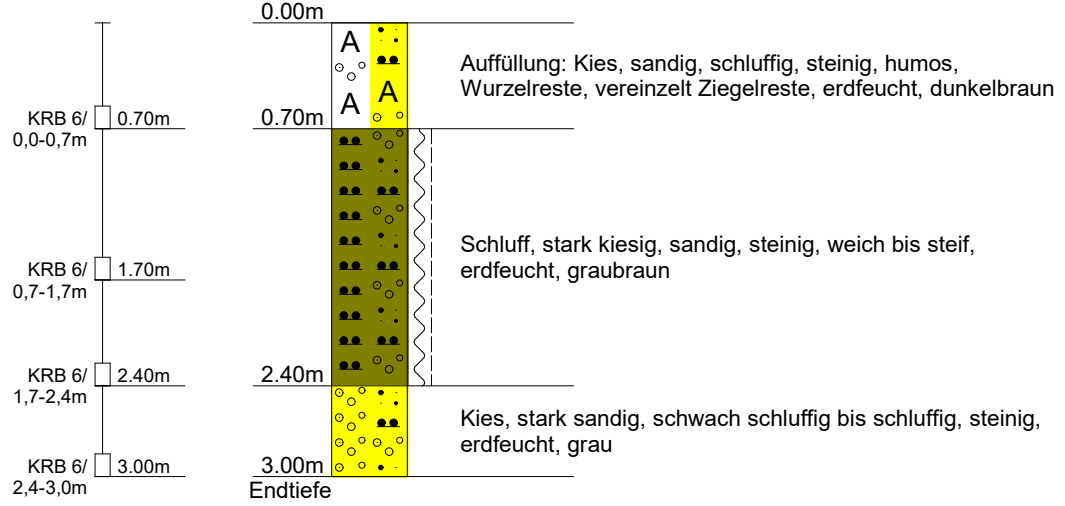 0.00m
A
A
A
Auffüllung: Kies, sandig, schluffig, steinig, humos,
Wurzelreste, vereinzelt Ziegelreste, erdfeucht, dunkelbraun
KRB 6/ 0.70m
0,0-0,7m
0.70m
Schluff, stark kiesig, sandig, steinig, weich bis steif,
erdfeucht, graubraun
KRB 6/ 1.70m
0,7-1,7m
KRB 6/ 2.40m
1,7-2,4m
2.40m
Kies, stark sandig, schwach schluffig bis schluffig, steinig,
erdfeucht, grau
KRB 6/ 3.00m
2,4-3,0m
3.00m
Endtiefe